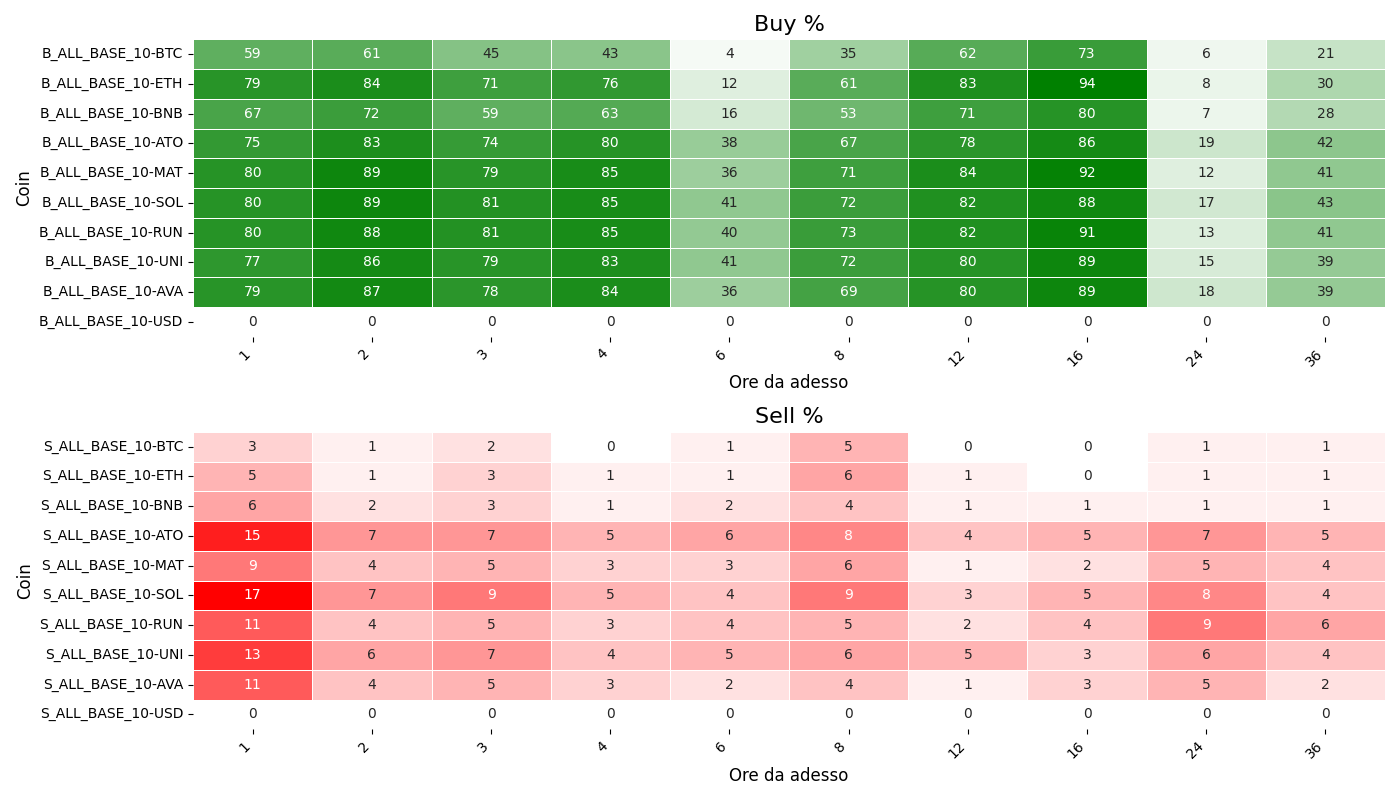 Buy %
Coin
B_ALL_BASE_10-BTC 59 61 45 43 4 35 62 73 6 21
B_ALL_BASE_10-ETH 79 84 71 76 12 61 83 94 8 30
B_ALL_BASE_10-BNB 67 72 59 63 16 53 71 80 7 28
B_ALL_BASE_10-ATO 75 83 74 80 38 67 78 86 19 42
B_ALL_BASE_10-MAT 80 89 79 85 36 71 84 92 12 41
B_ALL_BASE_10-SOL 80 89 81 85 41 72 82 88 17 43
B_ALL_BASE_10-RUN 80 88 81 85 40 73 82 91 13 41
B_ALL_BASE_10-UNI 77 86 79 83 41 72 80 89 15 39
B_ALL_BASE_10-AVA 79 87 78 84 36 69 80 89 18 39
B_ALL_BASE_10-USD 0 0 0 0 0 0 0 0 0 0
1 2 3 4 6 8 12 16 24 36
Ore da adesso
Sell %
Coin
S_ALL_BASE_10-BTC 3 1 2 0 1 5 0 0 1 1
S_ALL_BASE_10-ETH 5 1 3 1 1 6 1 0 1 1
S_ALL_BASE_10-BNB 6 2 3 1 2 4 1 1 1 1
S_ALL_BASE_10-ATO 15 7 7 5 6 8 4 5 7 5
S_ALL_BASE_10-MAT 9 4 5 3 3 6 1 2 5 4
S_ALL_BASE_10-SOL 17 7 9 5 4 9 3 5 8 4
S_ALL_BASE_10-RUN 11 4 5 3 4 5 2 4 9 6
S_ALL_BASE_10-UNI 13 6 7 4 5 6 5 3 6 4
S_ALL_BASE_10-AVA 11 4 5 3 2 4 1 3 5 2
S_ALL_BASE_10-USD 0 0 0 0 0 0 0 0 0 0
1 2 3 4 6 8 12 16 24 36
Ore da adesso